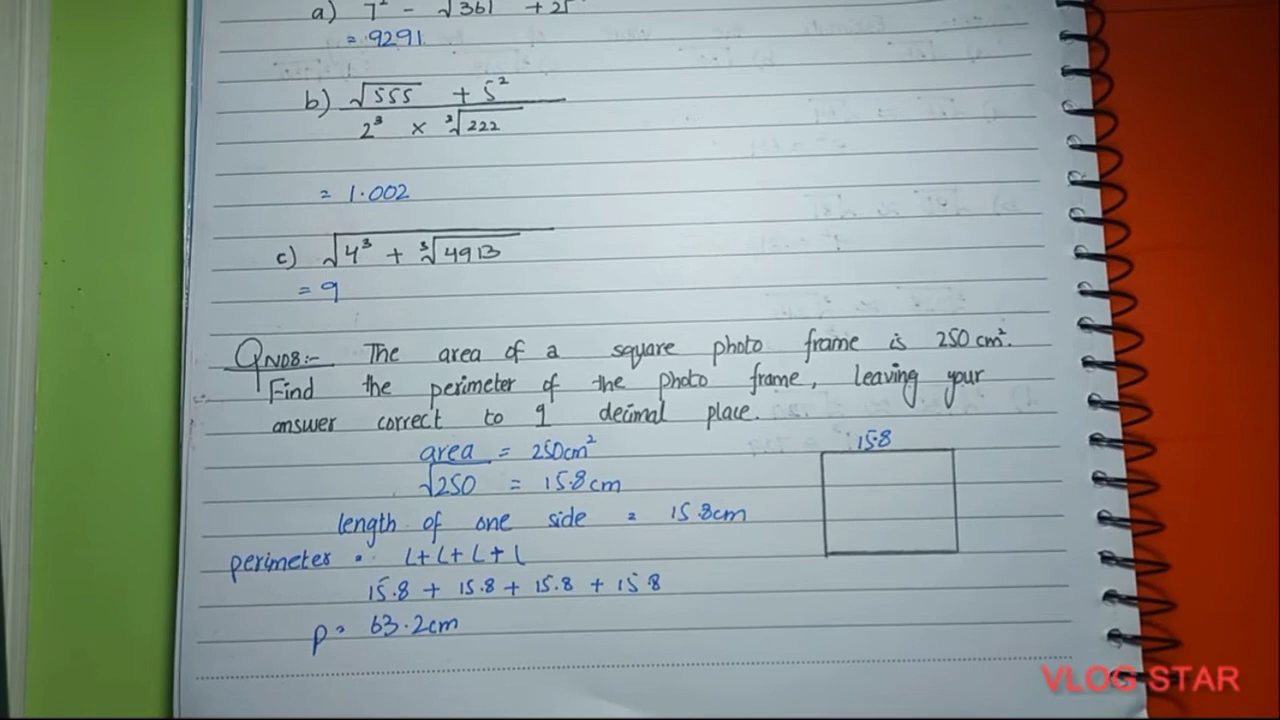 a) 7² - √361 + 25
= 9291
b) √555 + 5²
2³ × ³√222
= 1.002
c) √4³ + ³√4913
= 9
QNO8:- The area of a square photo frame is 250 cm².
Find the perimeter of the photo frame, leaving your
answer correct to 1 decimal place.
area = 250cm²
15.8
√250 = 15.8cm
length of one side = 15.8cm
perimeter = L+L+L+L
15.8 + 15.8 + 15.8 + 15.8
P = 63.2cm
VLOG STAR